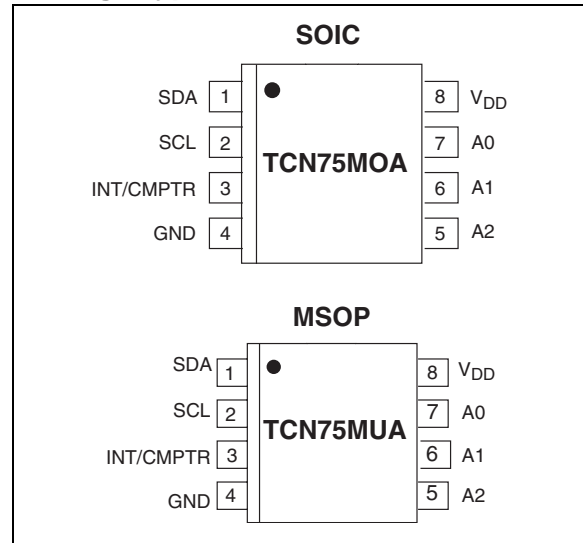 SOIC
SDA 1 8 VDD
SCL 2 TCN75MOA 7 A0
INT/CMPTR 3 6 A1
GND 4 5 A2
MSOP
SDA 1 8 VDD
SCL 2 TCN75MUA 7 A0
INT/CMPTR 3 6 A1
GND 4 5 A2